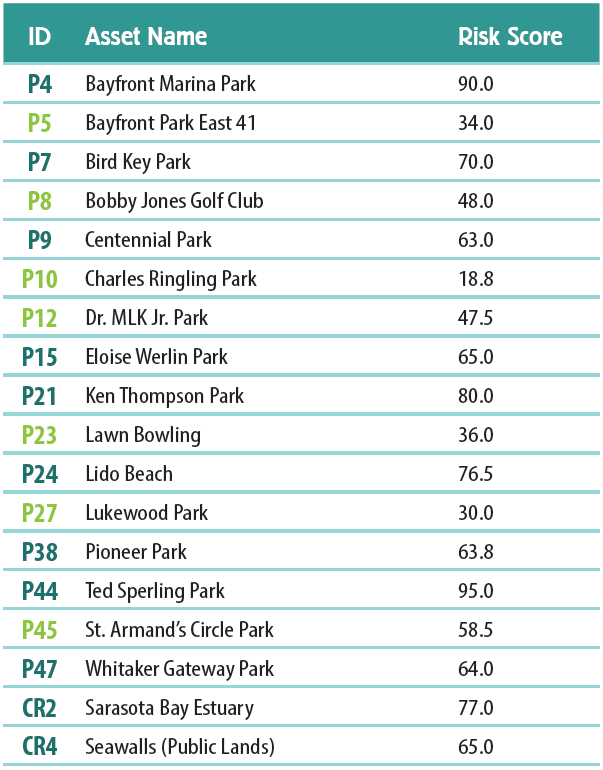 ID Asset Name Risk Score
P4 Bayfront Marina Park 90.0
P5 Bayfront Park East 41 34.0
P7 Bird Key Park 70.0
P8 Bobby Jones Golf Club 48.0
P9 Centennial Park 63.0
P10 Charles Ringling Park 18.8
P12 Dr. MLK Jr. Park 47.5
P15 Eloise Werlin Park 65.0
P21 Ken Thompson Park 80.0
P23 Lawn Bowling 36.0
P24 Lido Beach 76.5
P27 Lukewood Park 30.0
P38 Pioneer Park 63.8
P44 Ted Sperling Park 95.0
P45 St. Armand’s Circle Park 58.5
P47 Whitaker Gateway Park 64.0
CR2 Sarasota Bay Estuary 77.0
CR4 Seawalls (Public Lands) 65.0